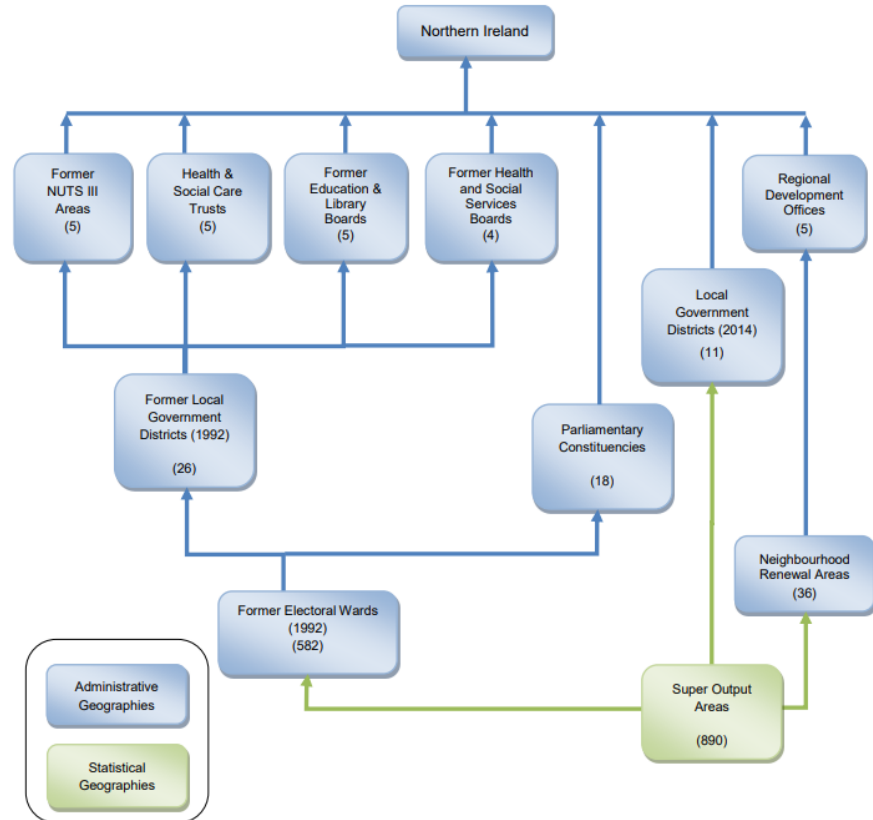 Northern Ireland
Former
NUTS III
Areas
(5)
Health &
Social Care
Trusts
(5)
Former
Education &
Library
Boards
(5)
Former Health
and Social
Services
Boards
(4)
Regional
Development
Offices
(5)
Local
Government
Districts (2014)
(11)
Former Local
Government
Districts (1992)
(26)
Parliamentary
Constituencies
(18)
Neighbourhood
Renewal Areas
(36)
Former Electoral Wards
(1992)
(582)
Super Output
Areas
(890)
Administrative
Geographies
Statistical
Geographies